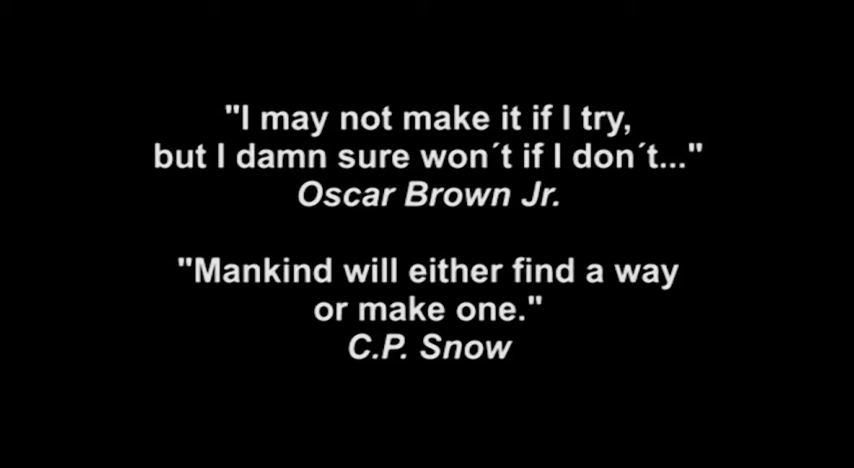 "I may not make it if I try,
but I damn sure won´t if I don´t..."
Oscar Brown Jr.
"Mankind will either find a way
or make one."
C.P. Snow